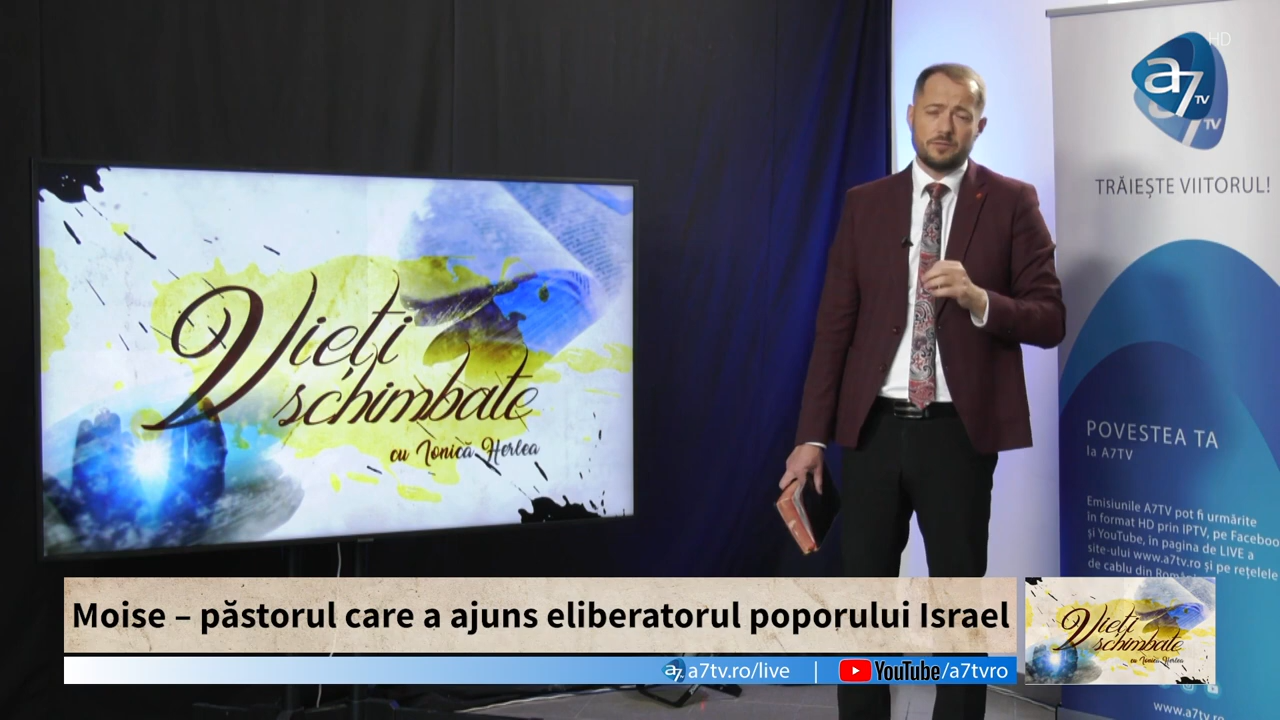 HD
a7
TV
TV
TRĂIEȘTE VIITORUL!
Vieți
schimbate
cu Ionică Herlea
POVESTEA TA
la A7TV
Emisiunile A7TV pot fi urmărite
în format HD prin IPTV, pe
și YouTube, în pagina de LIVE a
site-ului www.a7tv.ro și pe rețelele
de cablu din
Moise – păstorul care a ajuns eliberatorul poporului Israel
a7 a7tv.ro/live | YouTube/a7tvro
Vieți
schimbate
cu Ionică Herlea
www.a7tv.ro